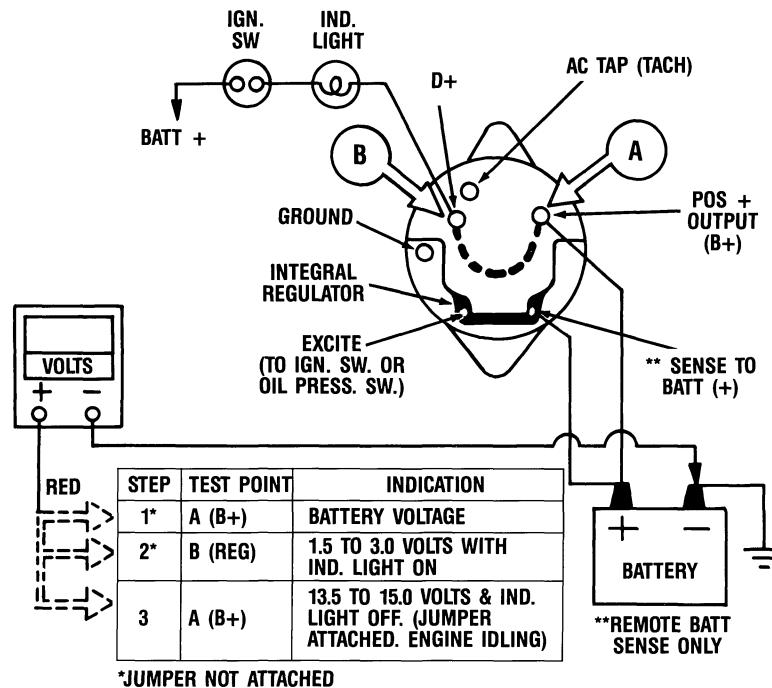 IGN.
SW
IND.
LIGHT
BATT +
D+
AC TAP (TACH)
B
A
GROUND
POS +
OUTPUT
(B+)
INTEGRAL
REGULATOR
EXCITE
(TO IGN. SW. OR
OIL PRESS. SW.)
** SENSE TO
BATT (+)
VOLTS
+ −
RED
STEP TEST POINT INDICATION
1* A (B+) BATTERY VOLTAGE
2* B (REG) 1.5 TO 3.0 VOLTS WITH
IND. LIGHT ON
3 A (B+) 13.5 TO 15.0 VOLTS & IND.
LIGHT OFF. (JUMPER
ATTACHED. ENGINE IDLING)
*JUMPER NOT ATTACHED
+ −
BATTERY
**REMOTE BATT
SENSE ONLY